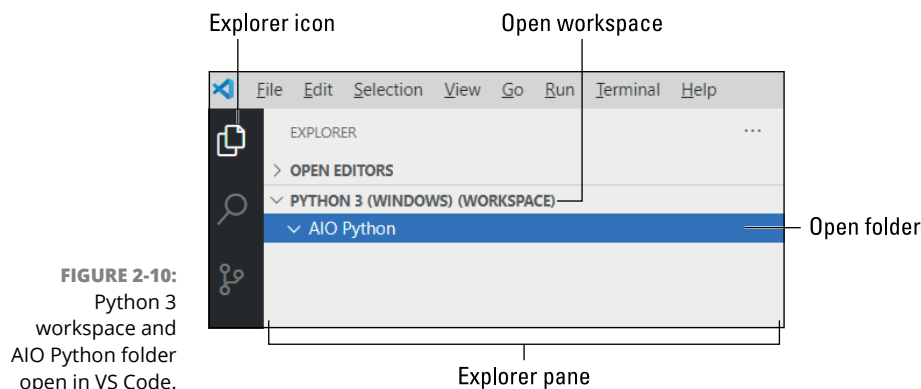 Explorer icon
Open workspace
File Edit Selection View Go Run Terminal Help
EXPLORER
OPEN EDITORS
PYTHON 3 (WINDOWS) (WORKSPACE)
AIO Python
Open folder
FIGURE 2-10:
Python 3
workspace and
AIO Python folder
open in VS Code.
Explorer pane